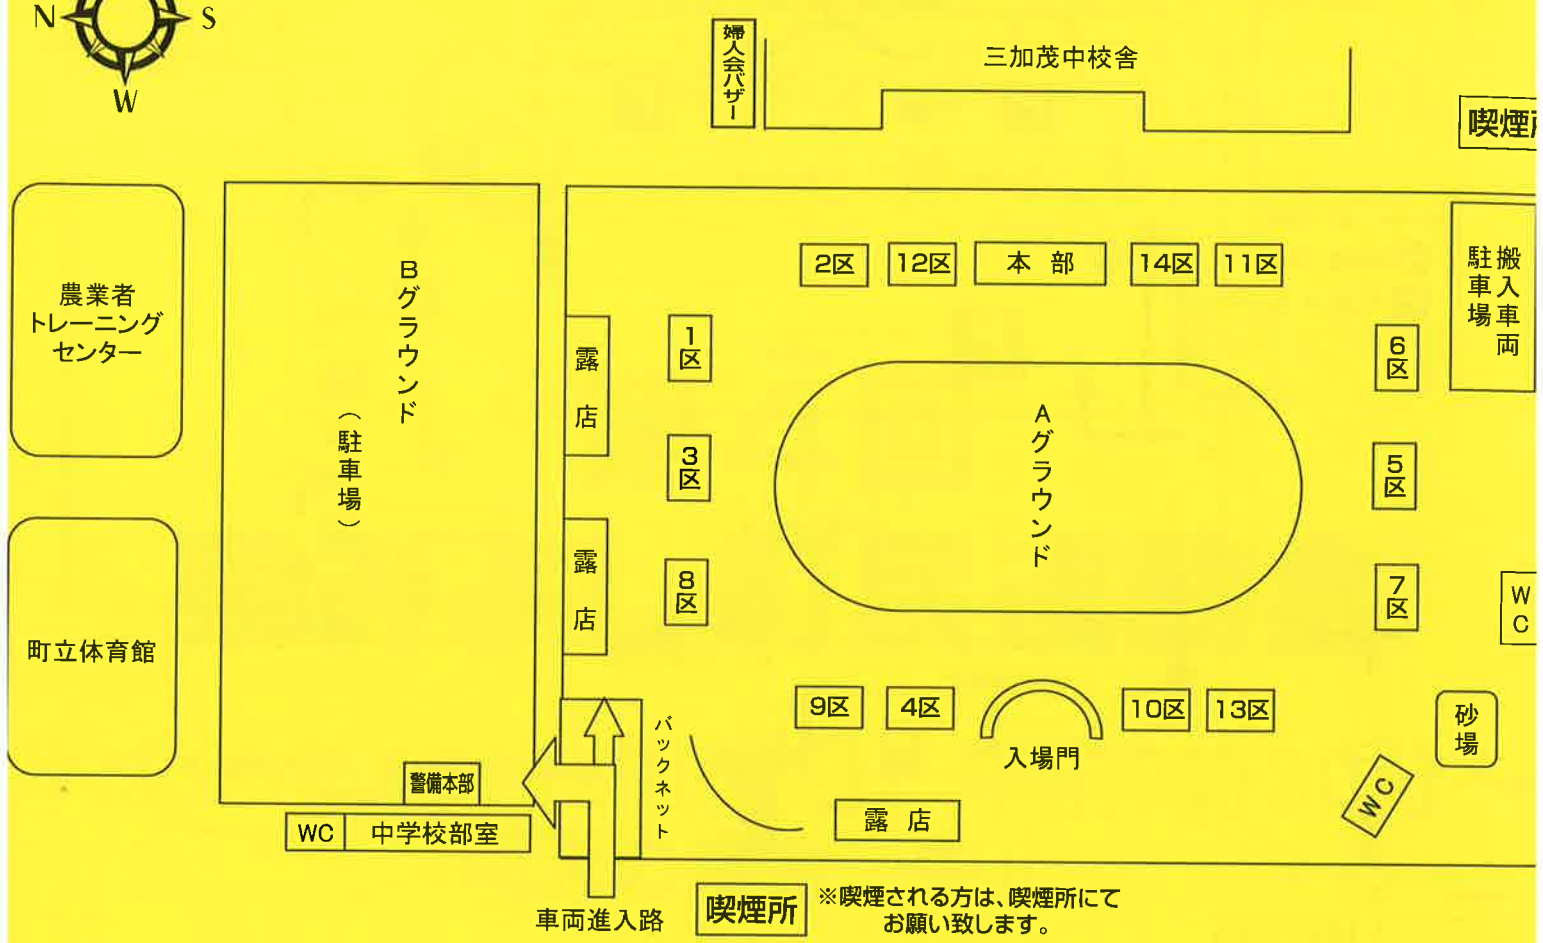 N
S
W
婦人会バザー
三加茂中校舎
喫煙
農業者
トレーニング
センター
Bグラウンド
（駐車場）
2区
12区
本 部
14区
11区
搬入車両
駐車場
露店
1区
6区
3区
Aグラウンド
5区
露店
8区
7区
WC
町立体育館
9区
4区
入場門
10区
13区
砂場
バックネット
警備本部
WC
中学校部室
露 店
WC
車両進入路
喫煙所
※喫煙される方は、喫煙所にて
お願い致します。